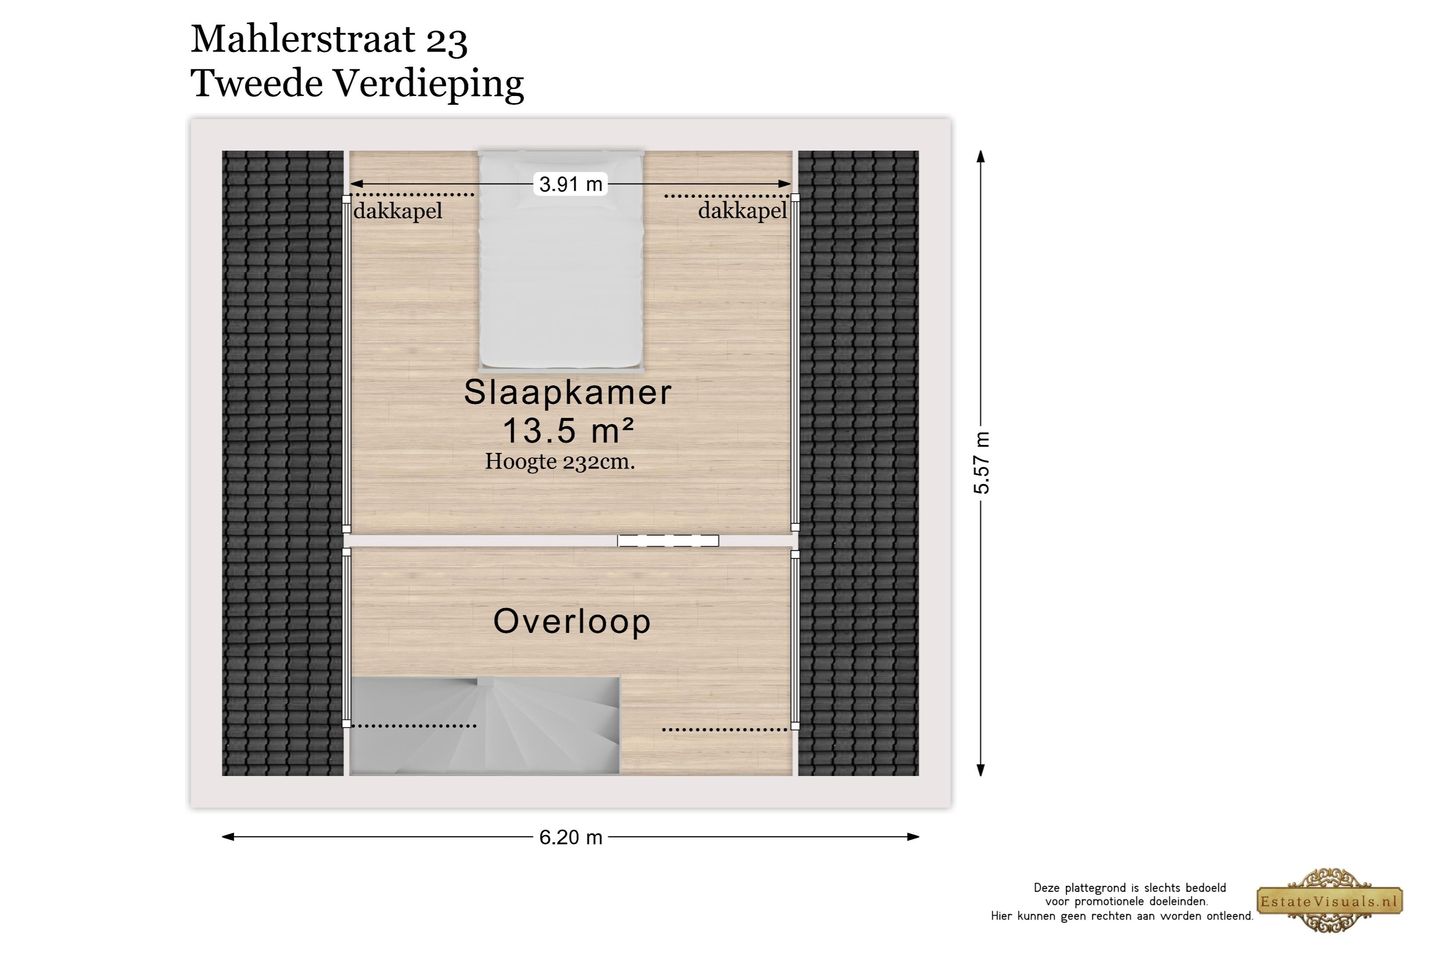 Mahlerstraat 23
Tweede Verdieping
3.91 m
dakkapel
dakkapel
Slaapkamer
13.5 m²
Hoogte 232cm.
5.57 m
Overloop
6.20 m
Deze plattegrond is slechts bedoeld
voor promotionele doeleinden.
Hier kunnen geen rechten aan worden ontleend.
EstateVisuals.nl